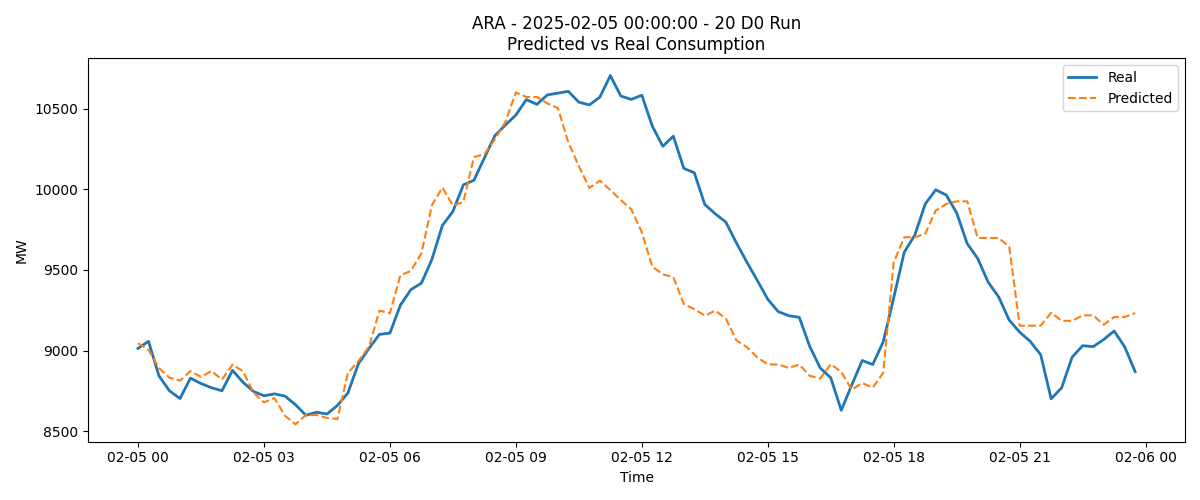 ARA - 2025-02-05 00:00:00 - 20 D0 Run
Predicted vs Real Consumption
Real
Predicted
MW
10500
10000
9500
9000
8500
02-05 00
02-05 03
02-05 06
02-05 09
02-05 12
02-05 15
02-05 18
02-05 21
02-06 00
Time